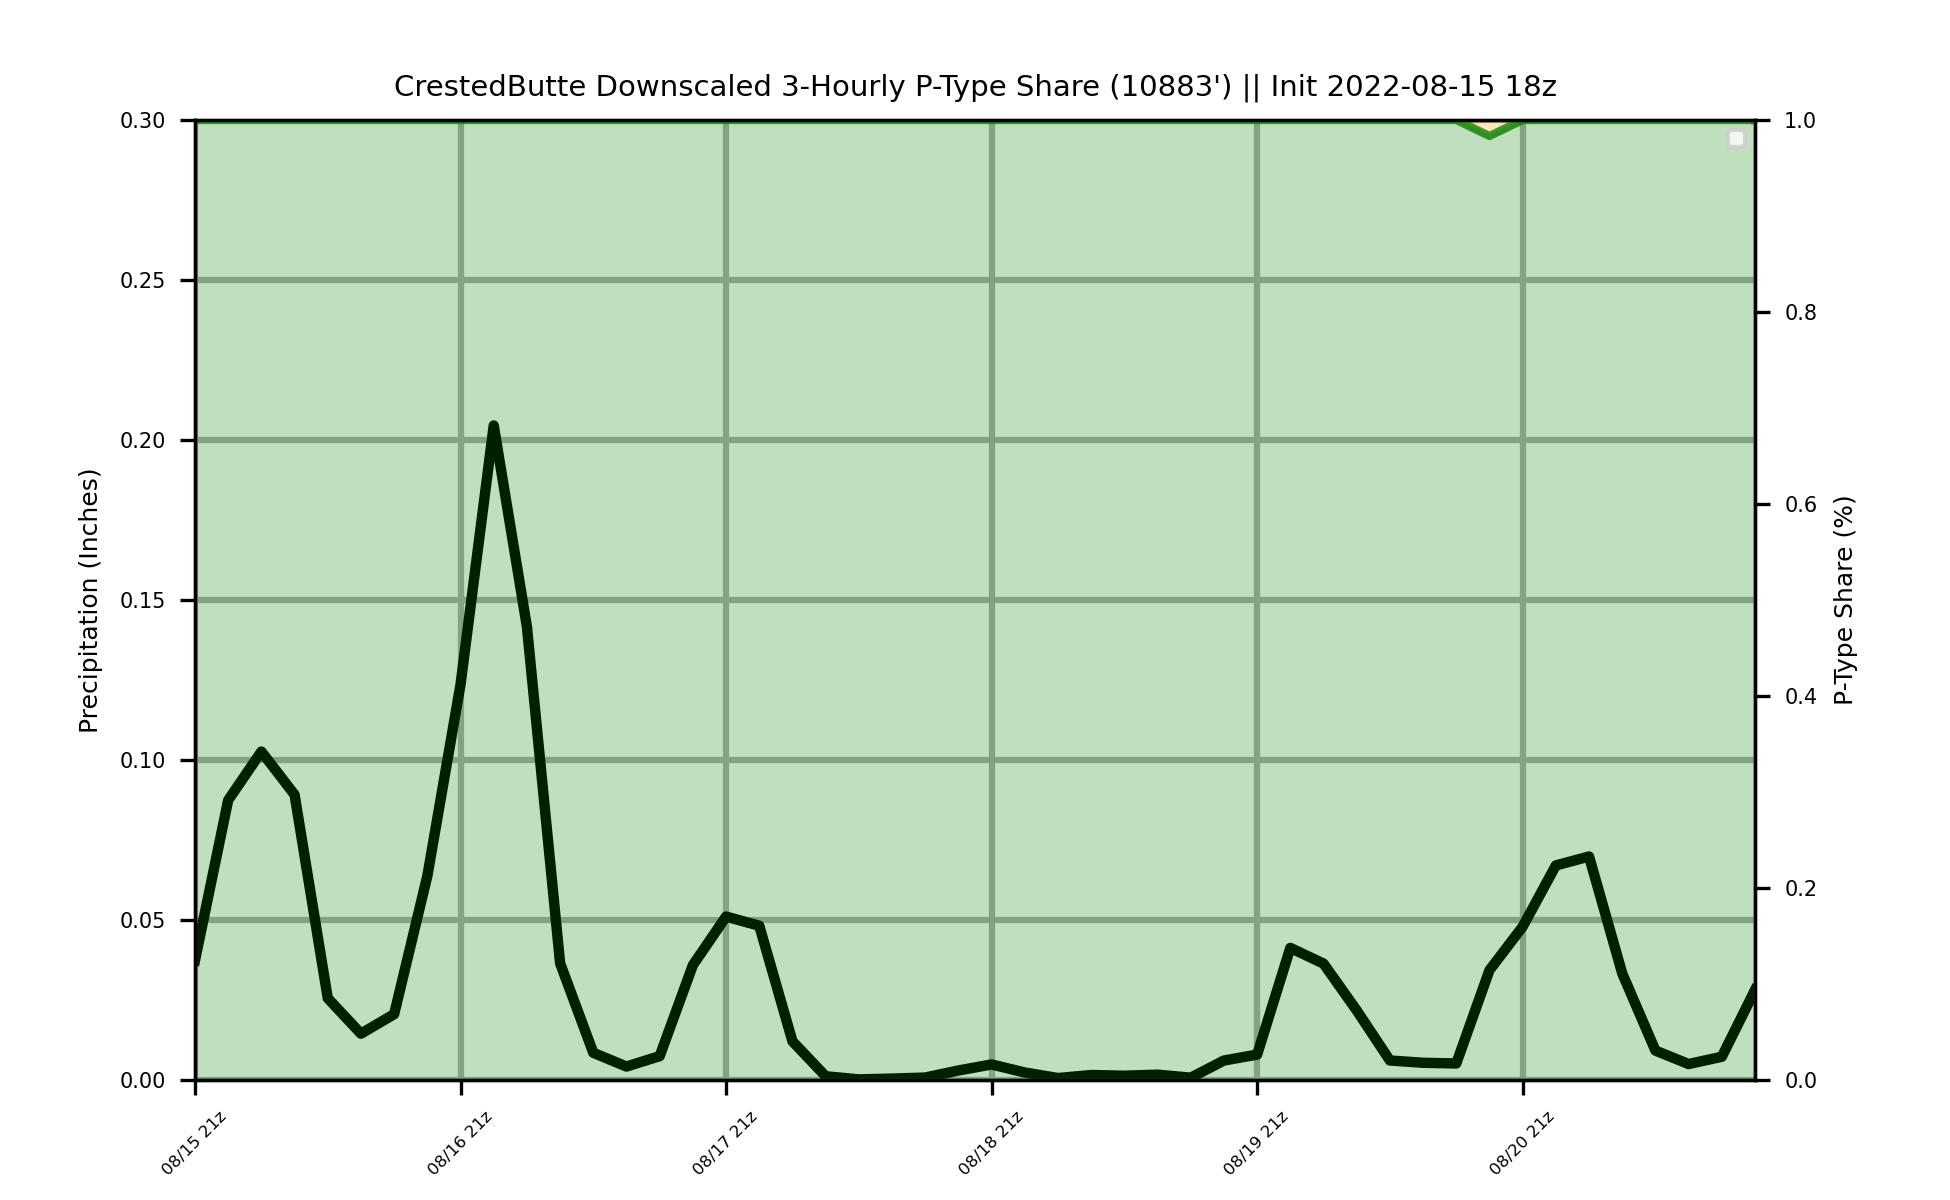 CrestedButte Downscaled 3-Hourly P-Type Share (10883') || Init 2022-08-15 18z
0.30
0.25
0.20
0.15
0.10
0.05
0.00
Precipitation (Inches)
1.0
0.8
0.6
0.4
0.2
0.0
P-Type Share (%)
08/15 21z
08/16 21z
08/17 21z
08/18 21z
08/19 21z
08/20 21z